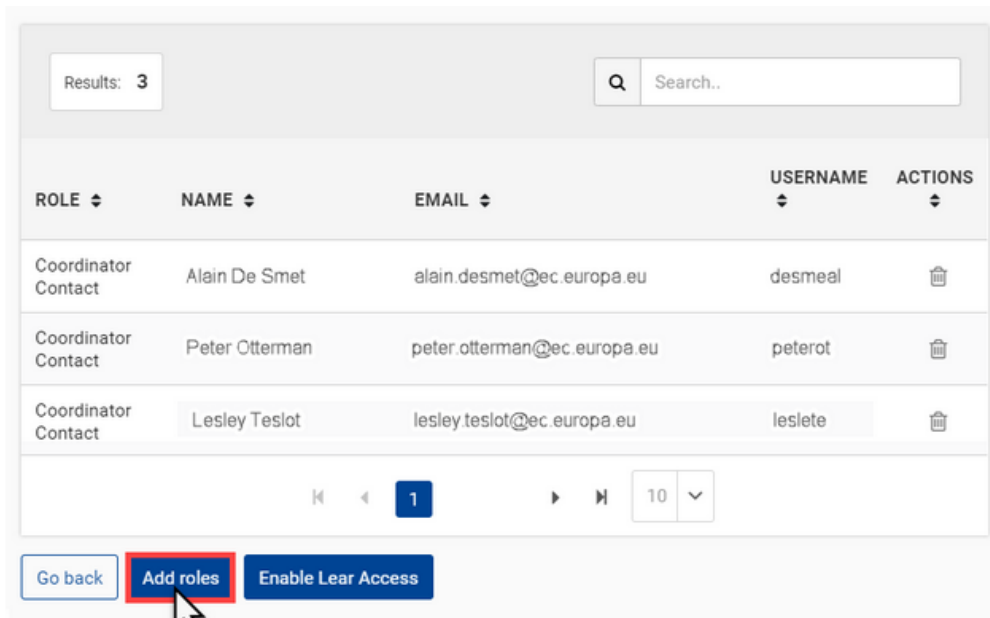 Results: 3
Search..
ROLE NAME EMAIL USERNAME ACTIONS
Coordinator Contact Alain De Smet alain.desmet@ec.europa.eu desmeal
Coordinator Contact Peter Otterman peter.otterman@ec.europa.eu peterot
Coordinator Contact Lesley Teslot lesley.teslot@ec.europa.eu leslete
1 10
Go back Add roles Enable Lear Access